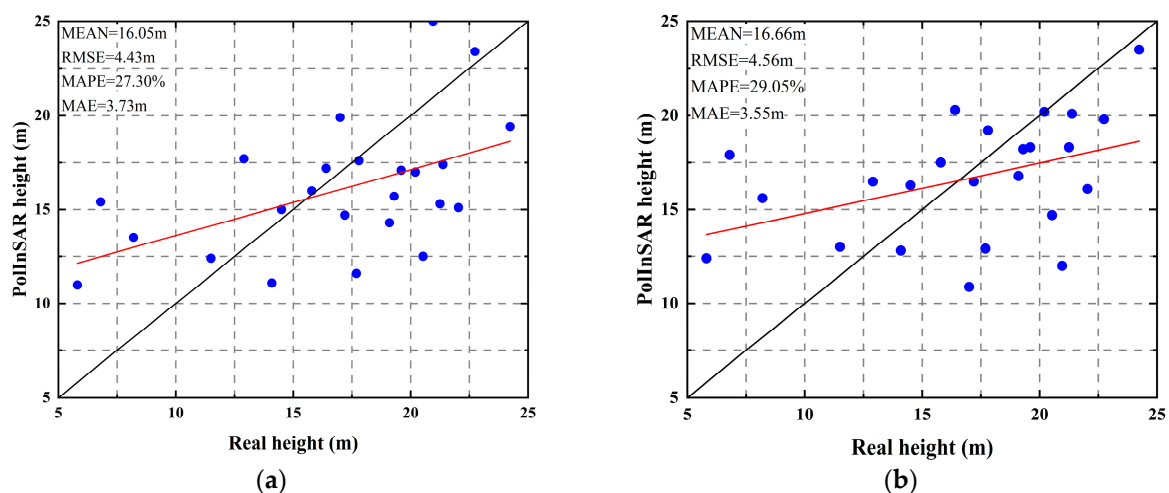 MEAN=16.05m
RMSE=4.43m
MAPE=27.30%
MAE=3.73m
PolInSAR height (m)
25
20
15
10
5
5 10 15 20 25
Real height (m)
(a)
MEAN=16.66m
RMSE=4.56m
MAPE=29.05%
MAE=3.55m
PolInSAR height (m)
25
20
15
10
5
5 10 15 20 25
Real height (m)
(b)